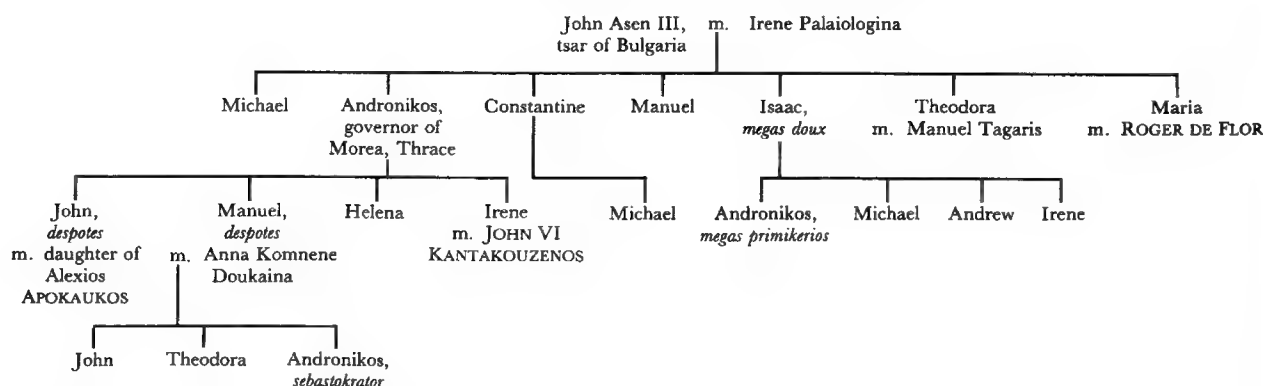 John Asen III, m. Irene Palaiologina
tsar of Bulgaria
Michael Andronikos, Constantine Manuel Isaac, Theodora Maria
governor of megas doux m. Manuel Tagaris m. ROGER DE FLOR
Morea, Thrace
John, Manuel, Helena Irene Michael Andronikos, Michael Andrew Irene
despotes despotes m. JOHN VI megas primikerios
m. daughter of m. Anna Komnene KANTAKOUZENOS
Alexios Doukaina
APOKAUKOS
John Theodora Andronikos,
sebastokrator